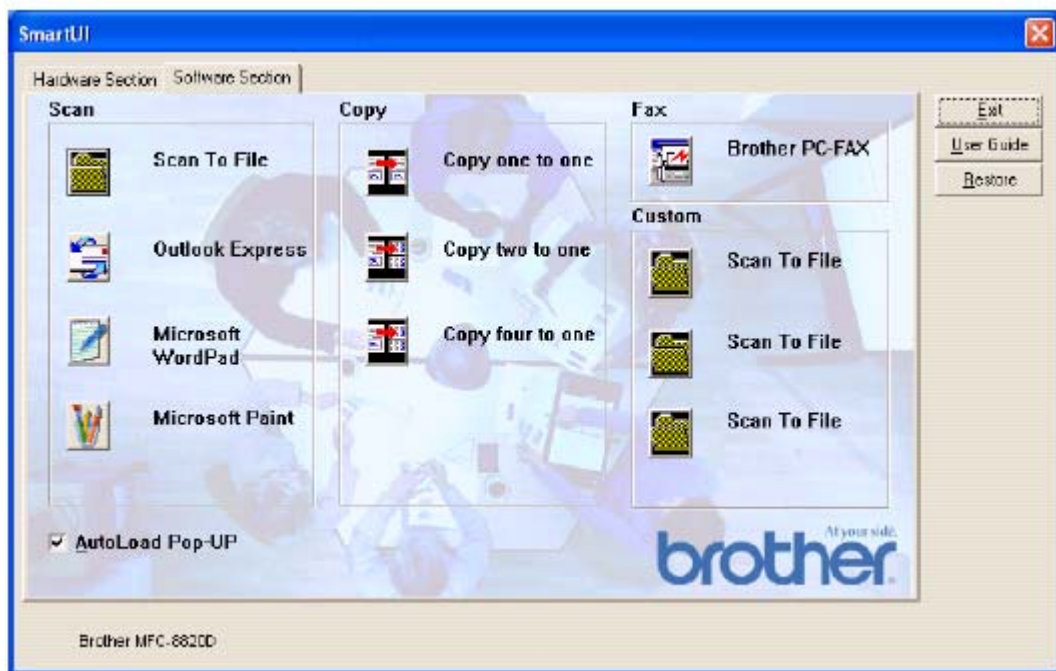 SmartUI
Hardware Section
Software Section
Scan
Scan To File
Outlook Express
Microsoft
WordPad
Microsoft Paint
Copy
Copy one to one
Copy two to one
Copy four to one
Fax
Brother PC-FAX
Custom
Scan To File
Scan To File
Scan To File
Exit
User Guide
Restore
AutoLoad Pop-UP
At your side.
brother.
Brother MFC-8820D